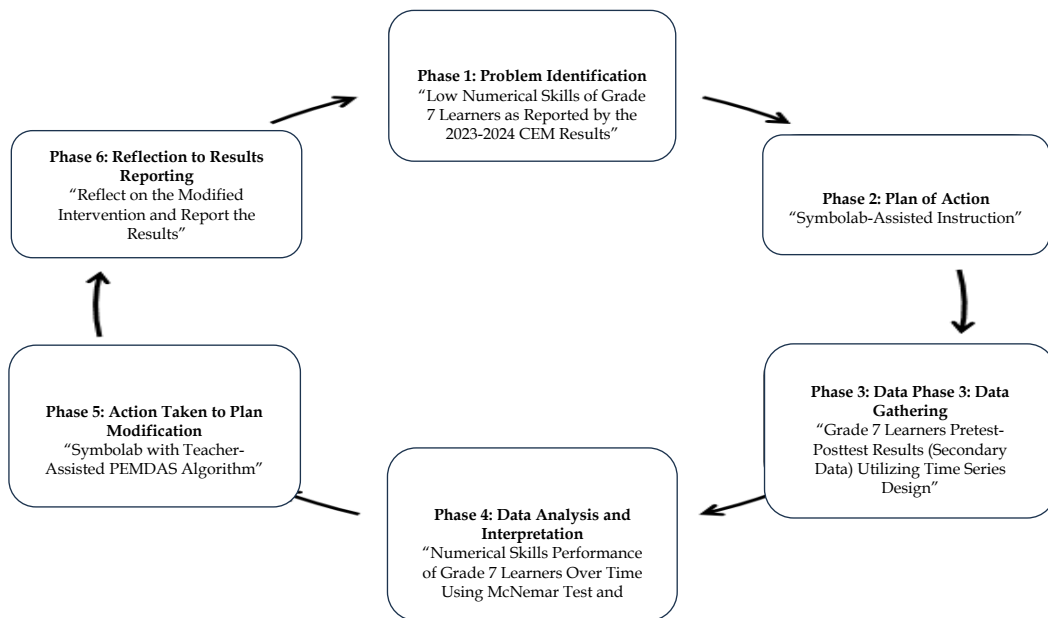 Phase 1: Problem Identification
“Low Numerical Skills of Grade
7 Learners as Reported by the
2023-2024 CEM Results”
Phase 2: Plan of Action
“Symbolab-Assisted Instruction”
Phase 3: Data Phase 3: Data
Gathering
“Grade 7 Learners Pretest-
Posttest Results (Secondary
Data) Utilizing Time Series
Design”
Phase 4: Data Analysis and
Interpretation
“Numerical Skills Performance
of Grade 7 Learners Over Time
Using McNemar Test and
Phase 5: Action Taken to Plan
Modification
“Symbolab with Teacher-
Assisted PEMDAS Algorithm”
Phase 6: Reflection to Results
Reporting
“Reflect on the Modified
Intervention and Report the
Results”